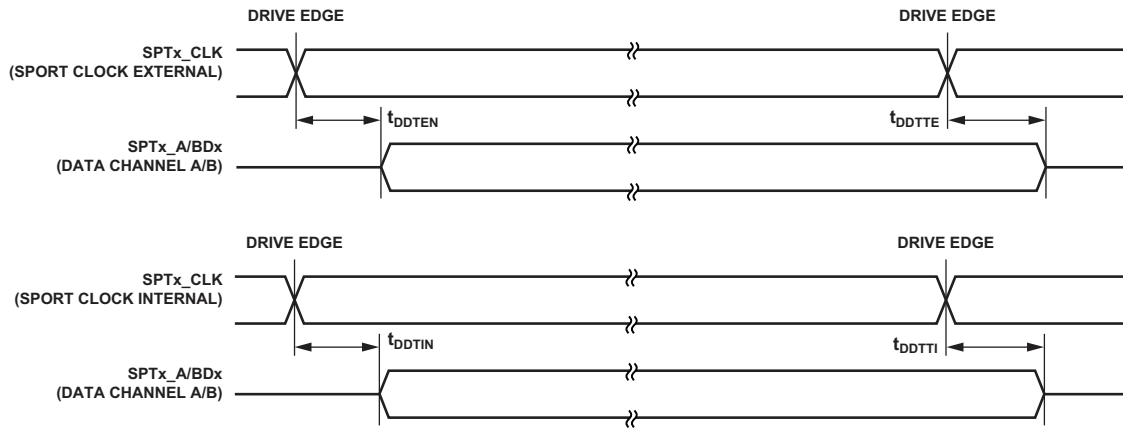 DRIVE EDGE DRIVE EDGE
SPTx_CLK
(SPORT CLOCK EXTERNAL)
tDDTEN tDDTTE
SPTx_A/BDx
(DATA CHANNEL A/B)
DRIVE EDGE DRIVE EDGE
SPTx_CLK
(SPORT CLOCK INTERNAL)
tDDTIN tDDTTI
SPTx_A/BDx
(DATA CHANNEL A/B)